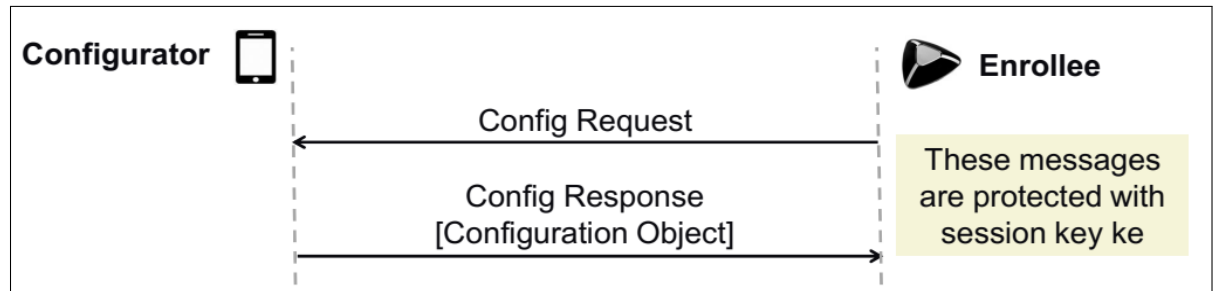 Configurator
Enrollee
Config Request
These messages
are protected with
session key ke
Config Response
[Configuration Object]